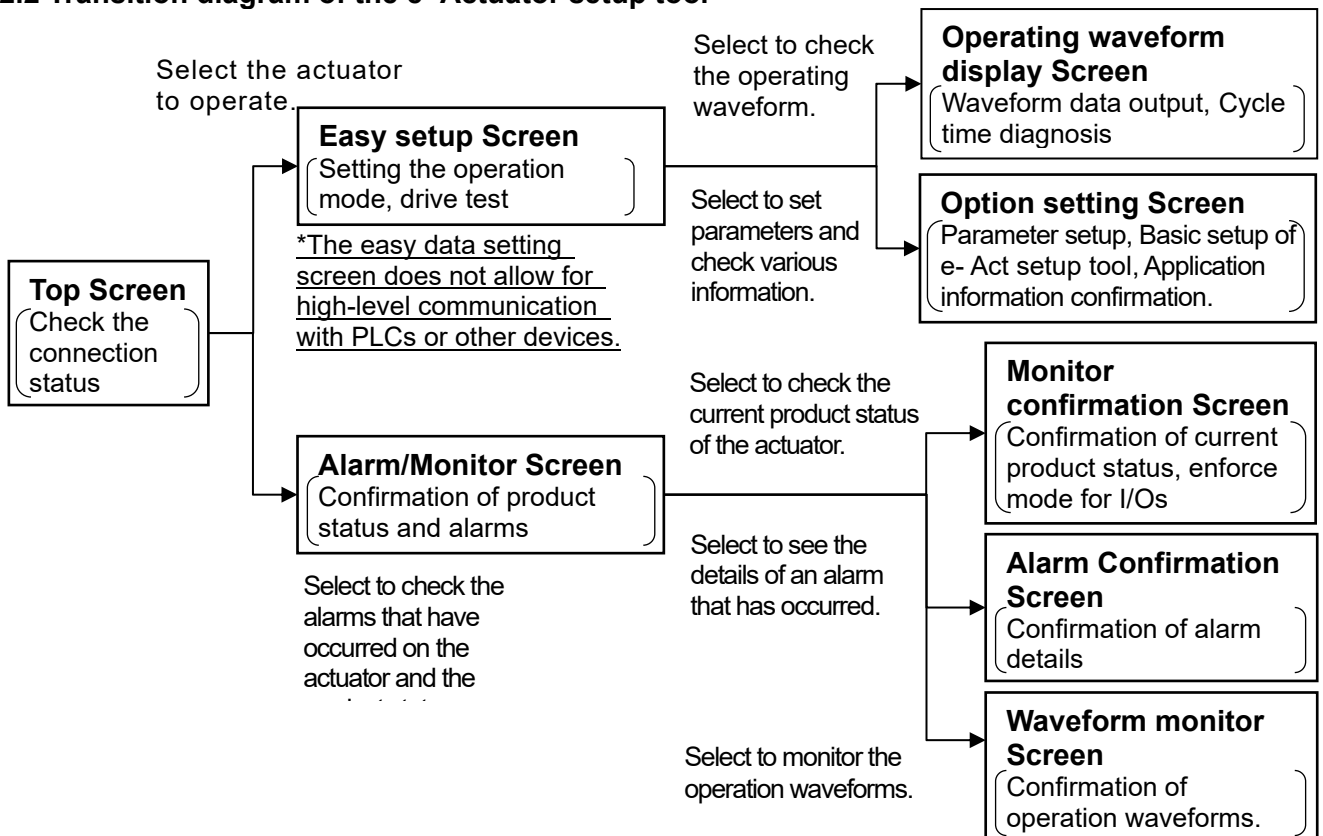 Select the actuator
to operate.
Select to check
the operating
waveform.
Operating waveform
display Screen
Waveform data output, Cycle
time diagnosis
Easy setup Screen
Setting the operation
mode, drive test
*The easy data setting
screen does not allow for
high-level communication
with PLCs or other devices.
Select to set
parameters and
check various
information.
Option setting Screen
Parameter setup, Basic setup of
e- Act setup tool, Application
information confirmation.
Top Screen
Check the
connection
status
Select to check the
current product status
of the actuator.
Monitor
confirmation Screen
Confirmation of current
product status, enforce
mode for I/Os
Alarm/Monitor Screen
Confirmation of product
status and alarms
Select to check the
alarms that have
occurred on the
actuator and the
Select to see the
details of an alarm
that has occurred.
Alarm Confirmation
Screen
Confirmation of alarm
details
Select to monitor the
operation waveforms.
Waveform monitor
Screen
Confirmation of
operation waveforms.